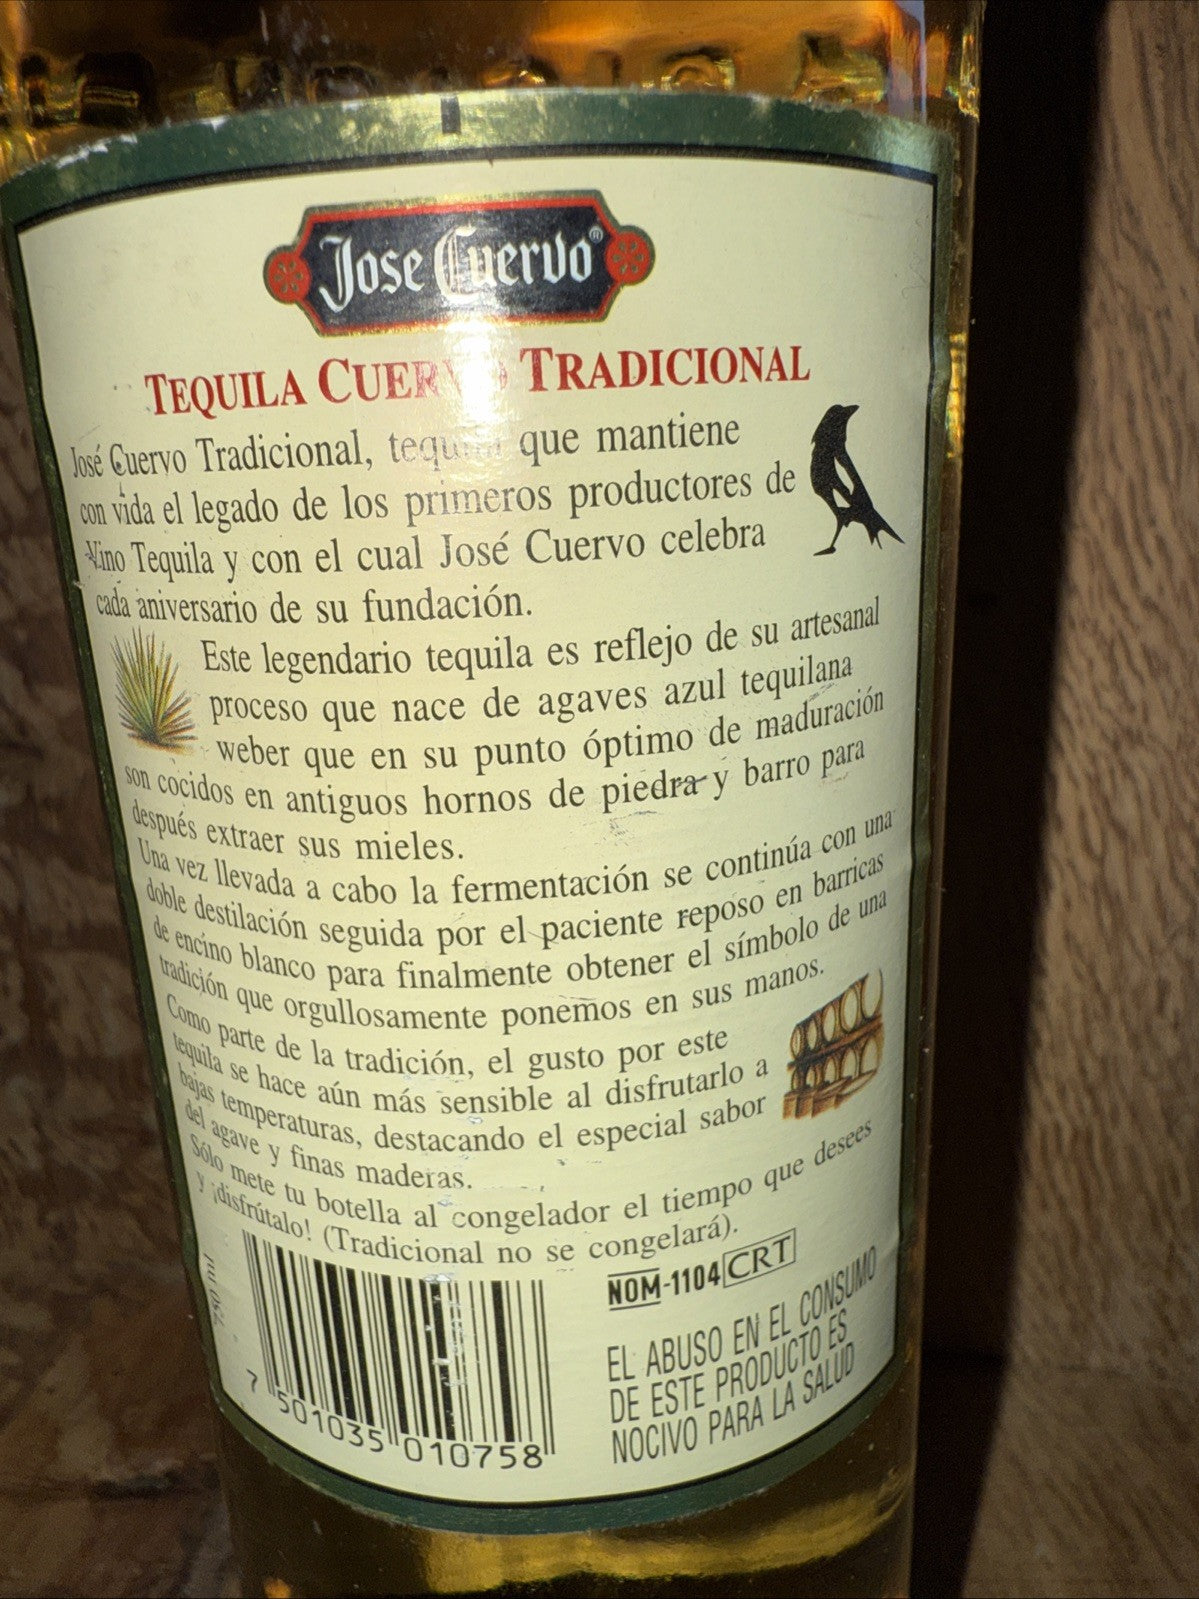 Jose Cuervo®
TEQUILA CUERVO TRADICIONAL
José Cuervo Tradicional, tequila que mantiene
con vida el legado de los primeros productores de
Vino Tequila y con el cual José Cuervo celebra
cada aniversario de su fundación.
Este legendario tequila es reflejo de su artesanal
proceso que nace de agaves azul tequilana
weber que en su punto óptimo de maduración
son cocidos en antiguos hornos de piedra y barro para
después extraer sus mieles.
Una vez llevada a cabo la fermentación se continúa con una
doble destilación seguida por el paciente reposo en barricas
de encino blanco para finalmente obtener el símbolo de una
tradición que orgullosamente ponemos en sus manos.
Como parte de la tradición, el gusto por este
tequila se hace aún más sensible al disfrutarlo a
bajas temperaturas, destacando el especial sabor
del agave y finas maderas.
Sólo mete tu botella al congelador el tiempo que desees
y ¡disfrútalo! (Tradicional no se congelará).
NOM-1104 CRT
EL ABUSO EN EL CONSUMO
DE ESTE PRODUCTO ES
NOCIVO PARA LA SALUD
7 501035 010758